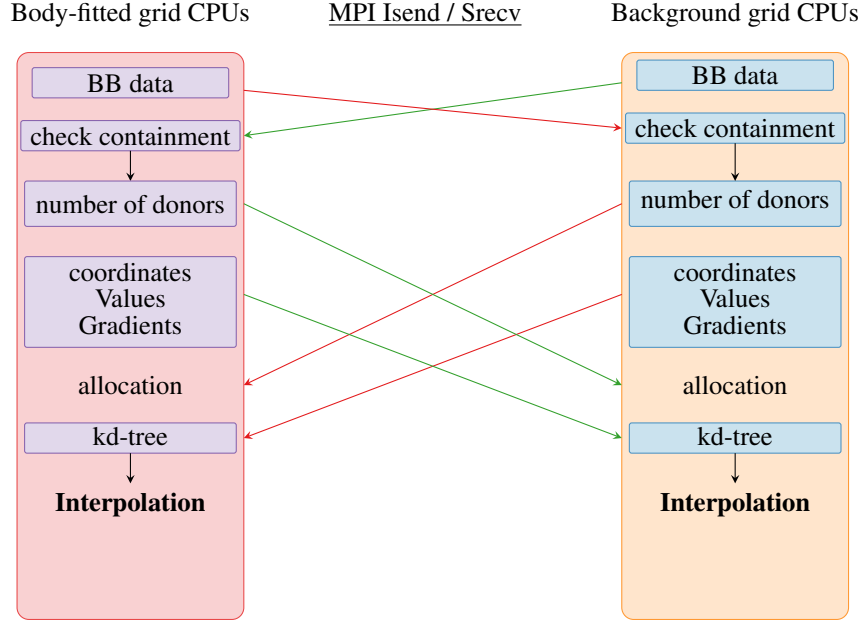 Body-fitted grid CPUs
MPI Isend / Srecv
Background grid CPUs
BB data
check containment
number of donors
coordinates
Values
Gradients
allocation
kd-tree
Interpolation
BB data
check containment
number of donors
coordinates
Values
Gradients
allocation
kd-tree
Interpolation